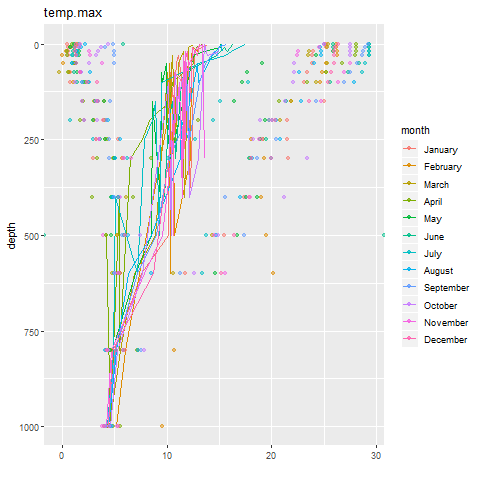 temp.max
depth
0
250
500
750
1000
0
10
20
30
month
January
February
March
April
May
June
July
August
September
October
November
December